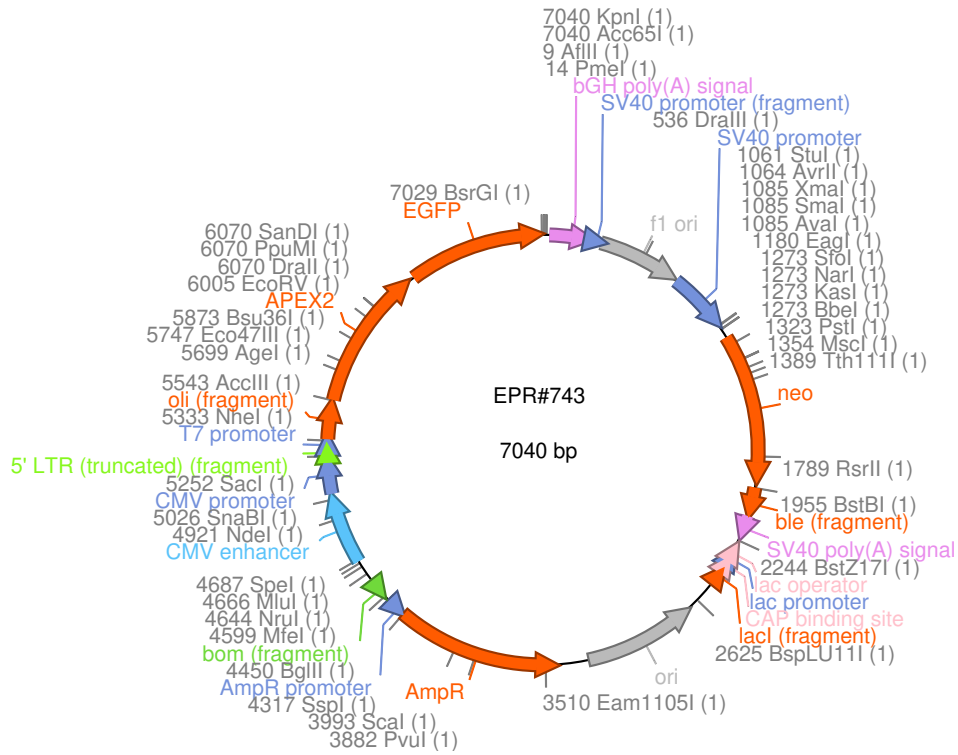 7040 KpnI (1)
7040 Acc65I (1)
9 AflII (1)
14 PmeI (1)
bGH poly(A) signal
SV40 promoter (fragment)
536 DraIII (1)
SV40 promoter
1061 StuI (1)
1064 AvrII (1)
1085 XmaI (1)
1085 SmaI (1)
1085 AvaI (1)
1180 EagI (1)
1273 SfoI (1)
1273 NarI (1)
1273 KasI (1)
1273 BbeI (1)
1323 PstI (1)
1354 MscI (1)
1389 Tth111I (1)
f1 ori
neo
1789 RsrII (1)
1955 BstBI (1)
ble (fragment)
SV40 poly(A) signal
2244 BstZ17I (1)
lac operator
lac promoter
CAP binding site
lacI (fragment)
2625 BspLU11I (1)
ori
3510 Eam1105I (1)
7029 BsrGI (1)
EGFP
6070 SanDI (1)
6070 PpuMI (1)
6070 DraII (1)
6005 EcoRV (1)
APEX2
5873 Bsu36I (1)
5747 Eco47III (1)
5699 AgeI (1)
5543 AccIII (1)
oli (fragment)
5333 NheI (1)
T7 promoter
5' LTR (truncated) (fragment)
5252 SacI (1)
CMV promoter
5026 SnaBI (1)
4921 NdeI (1)
CMV enhancer
4687 SpeI (1)
4666 MluI (1)
4644 NruI (1)
4599 MfeI (1)
bom (fragment)
4450 BglII (1)
AmpR promoter
4317 SspI (1)
3993 ScaI (1)
3882 PvuI (1)
AmpR
EPR#743
7040 bp